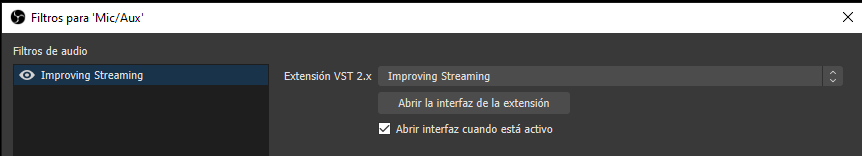 Filtros para 'Mic/Aux'
Filtros de audio
Improving Streaming
Extensión VST 2.x
Improving Streaming
Abrir la interfaz de la extensión
Abrir interfaz cuando está activo